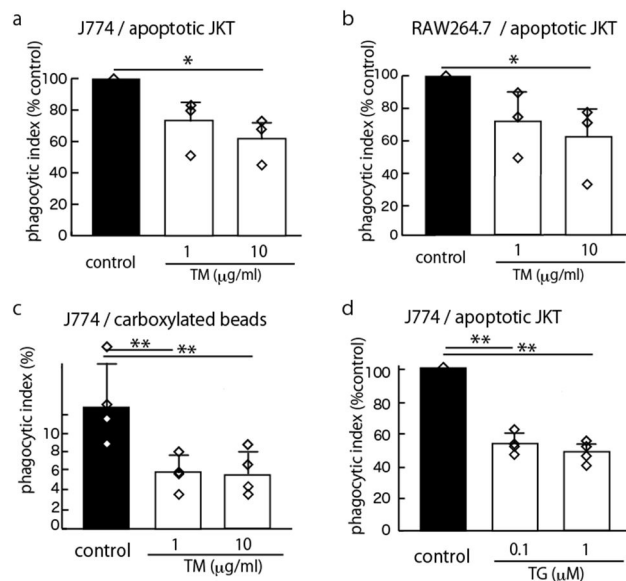 a
J774 / apoptotic JKT
*
phagocytic index (% control)
100
80
60
40
20
0
control
1
10
TM (µg/ml)
b
RAW264.7 / apoptotic JKT
*
phagocytic index (% control)
100
80
60
40
20
0
control
1
10
TM (µg/ml)
c
J774 / carboxylated beads
**
**
phagocytic index (%)
10
8
6
4
2
0
control
1
10
TM (µg/ml)
d
J774 / apoptotic JKT
**
**
phagocytic index (%control)
100
80
60
40
20
0
control
0.1
1
TG (µM)